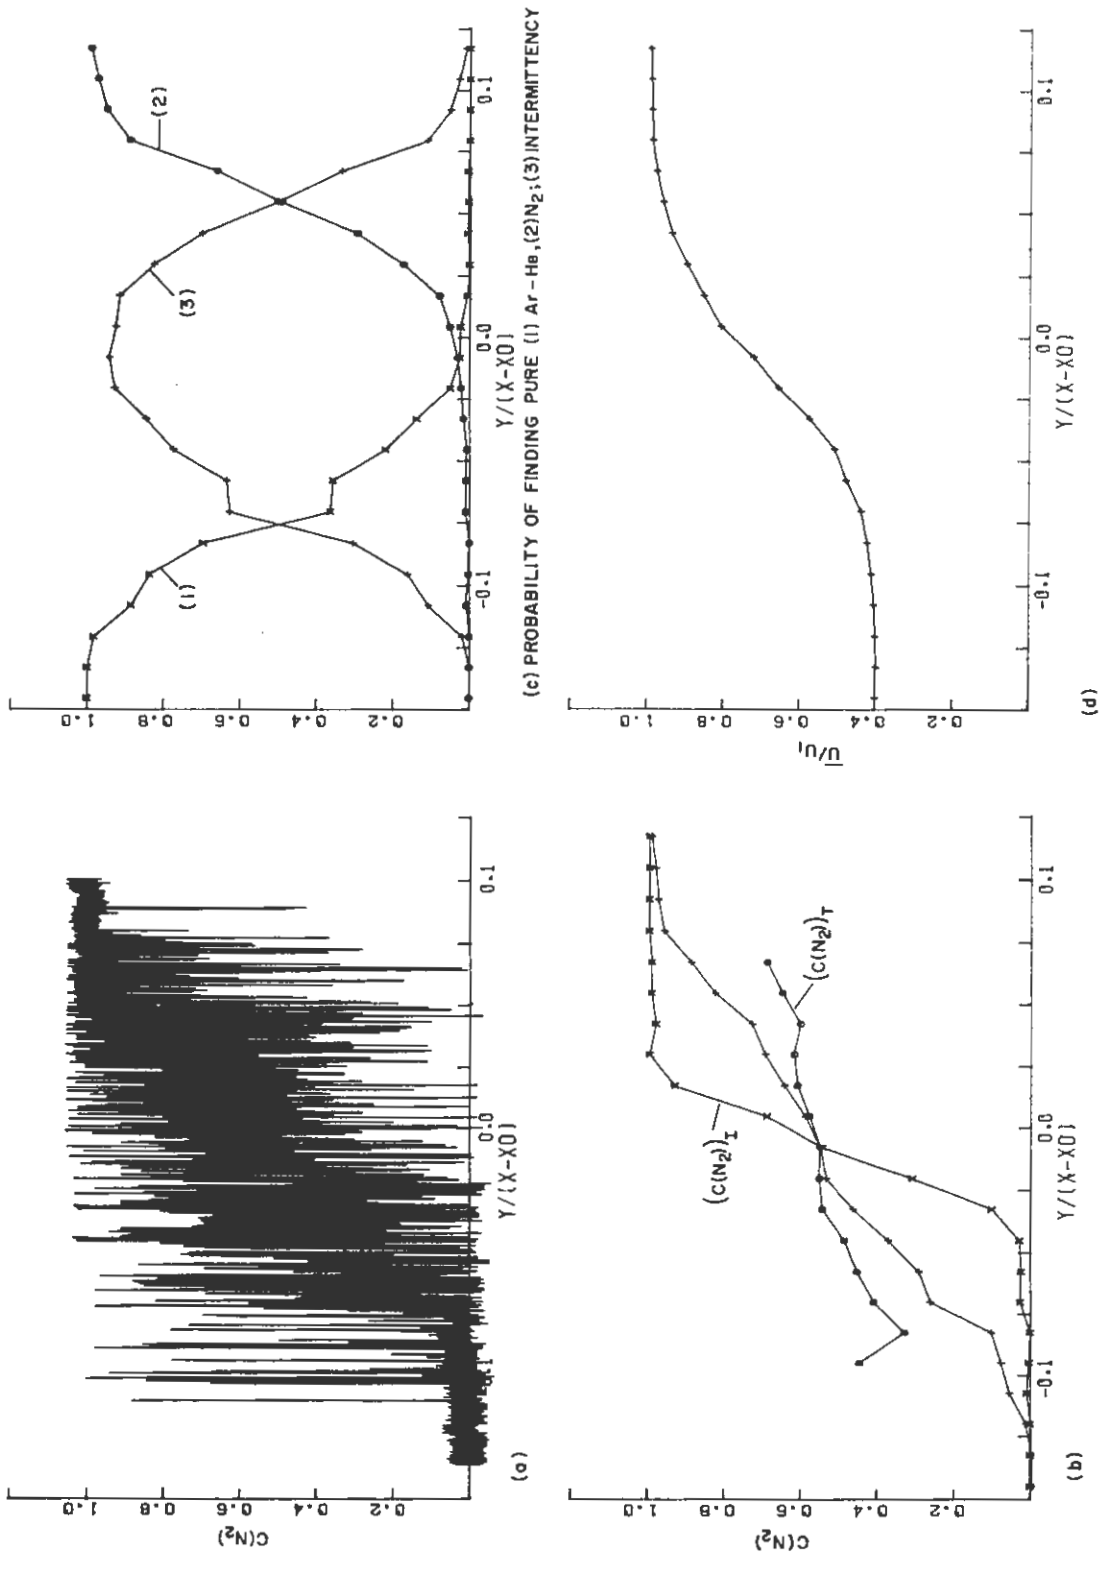 C(N₂)
1.0
0.8
0.6
0.4
0.2
-0.1
0.0
0.1
Y/(X-X0)
(a)
1.0
0.8
0.6
0.4
0.2
(1)
(2)
(3)
-0.1
0.0
0.1
Y/(X-X0)
(c) PROBABILITY OF FINDING PURE (1) Ar-He,(2)N₂;(3)INTERMITTENCY
C(N₂)
1.0
0.8
0.6
0.4
0.2
(C(N₂))I
(C(N₂))T
-0.1
0.0
0.1
Y/(X-X0)
(b)
U̅/U₁
1.0
0.8
0.6
0.4
0.2
-0.1
0.0
0.1
Y/(X-X0)
(d)